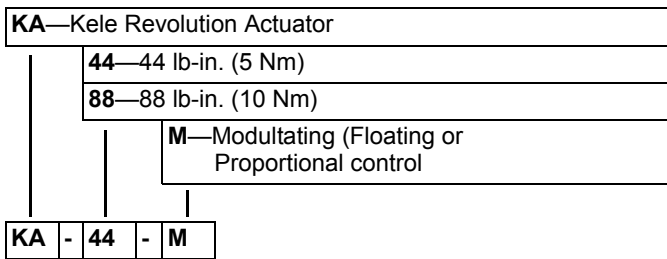 KA—Kele Revolution Actuator
44—44 lb-in. (5 Nm)
88—88 lb-in. (10 Nm)
M—Modultating (Floating or
Proportional control
KA - 44 - M